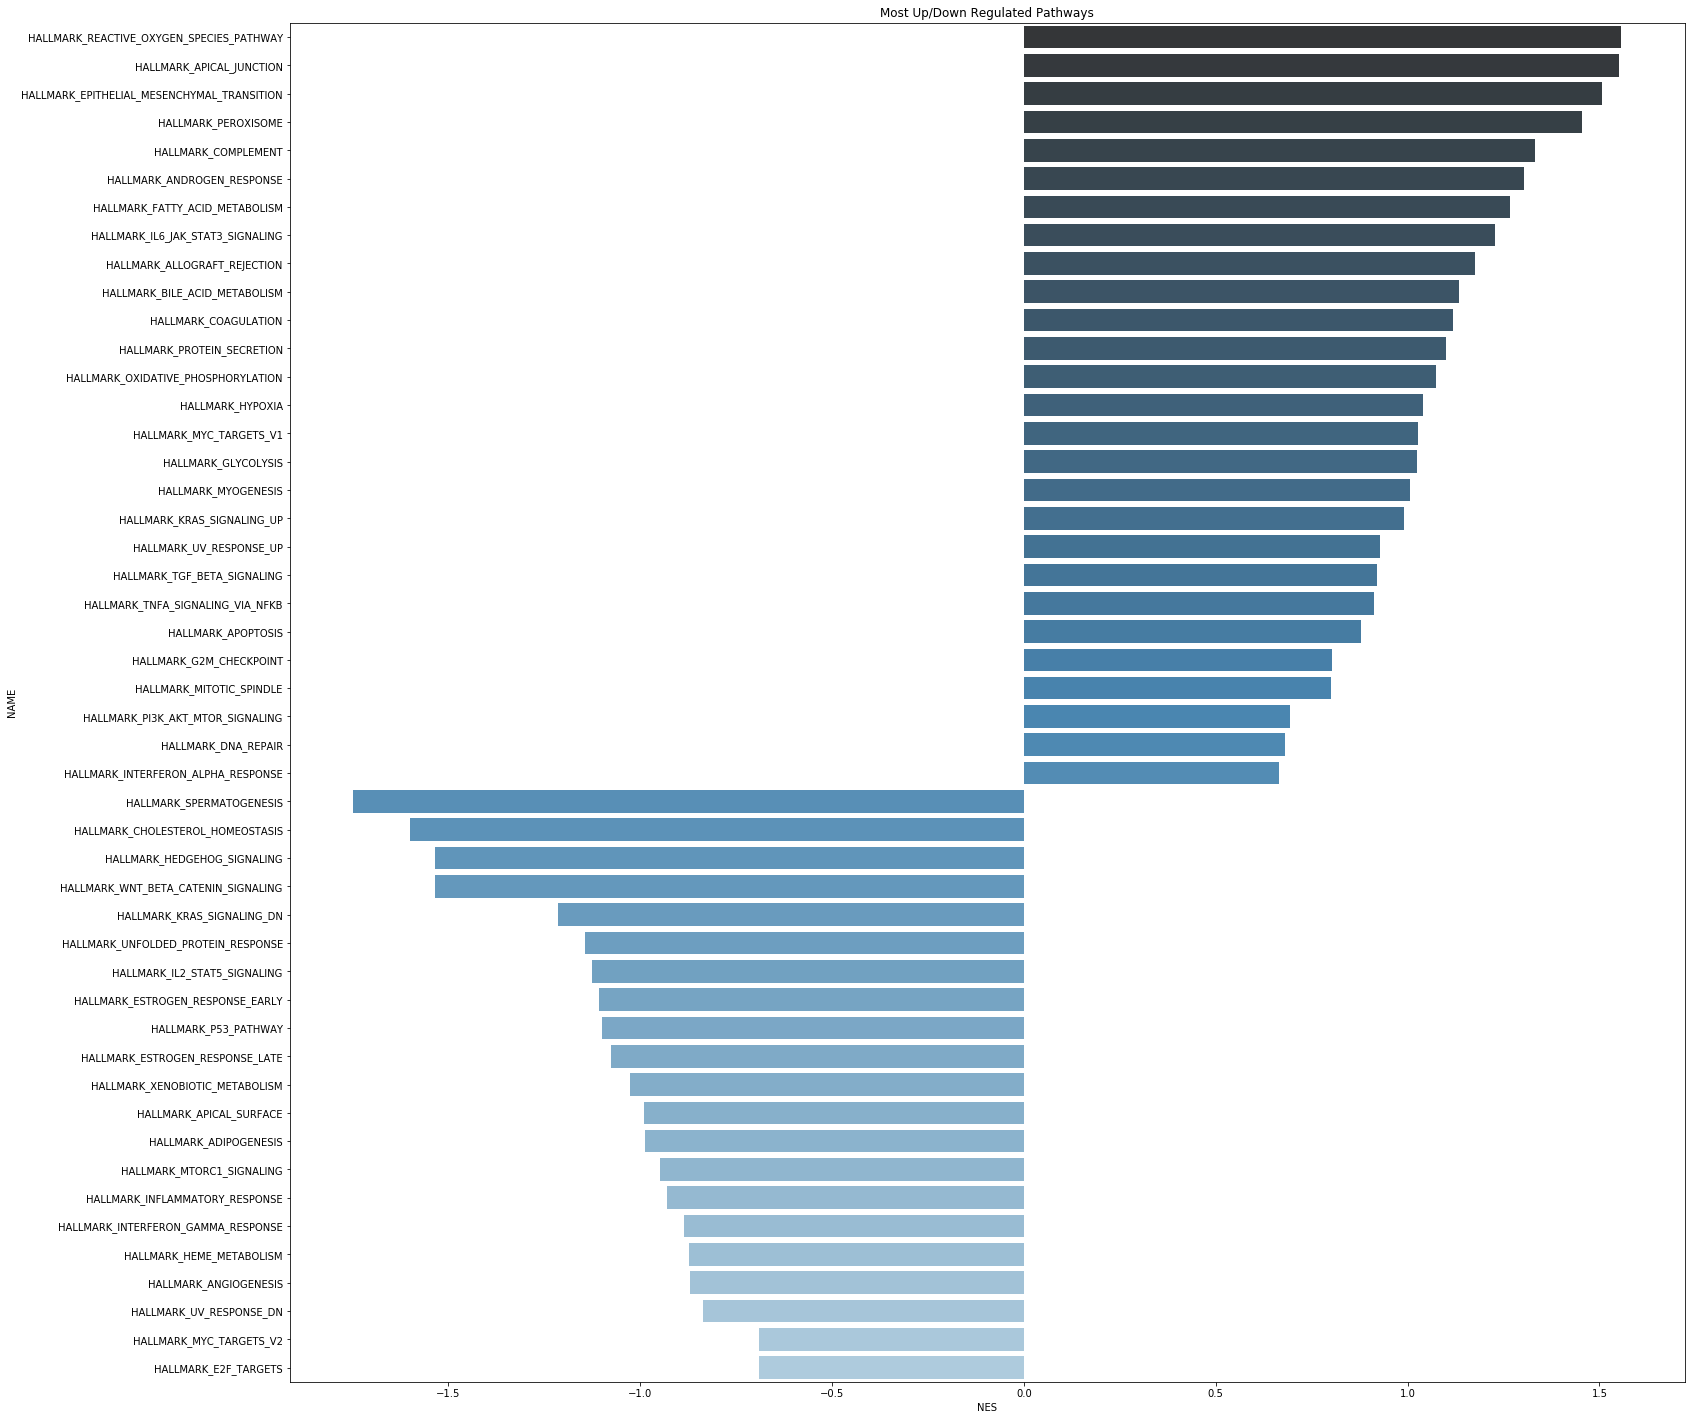 Most Up/Down Regulated Pathways
HALLMARK_REACTIVE_OXYGEN_SPECIES_PATHWAY
HALLMARK_APICAL_JUNCTION
HALLMARK_EPITHELIAL_MESENCHYMAL_TRANSITION
HALLMARK_PEROXISOME
HALLMARK_COMPLEMENT
HALLMARK_ANDROGEN_RESPONSE
HALLMARK_FATTY_ACID_METABOLISM
HALLMARK_IL6_JAK_STAT3_SIGNALING
HALLMARK_ALLOGRAFT_REJECTION
HALLMARK_BILE_ACID_METABOLISM
HALLMARK_COAGULATION
HALLMARK_PROTEIN_SECRETION
HALLMARK_OXIDATIVE_PHOSPHORYLATION
HALLMARK_HYPOXIA
HALLMARK_MYC_TARGETS_V1
HALLMARK_GLYCOLYSIS
HALLMARK_MYOGENESIS
HALLMARK_KRAS_SIGNALING_UP
HALLMARK_UV_RESPONSE_UP
HALLMARK_TGF_BETA_SIGNALING
HALLMARK_TNFA_SIGNALING_VIA_NFKB
HALLMARK_APOPTOSIS
HALLMARK_G2M_CHECKPOINT
HALLMARK_MITOTIC_SPINDLE
HALLMARK_PI3K_AKT_MTOR_SIGNALING
HALLMARK_DNA_REPAIR
HALLMARK_INTERFERON_ALPHA_RESPONSE
HALLMARK_SPERMATOGENESIS
HALLMARK_CHOLESTEROL_HOMEOSTASIS
HALLMARK_HEDGEHOG_SIGNALING
HALLMARK_WNT_BETA_CATENIN_SIGNALING
HALLMARK_KRAS_SIGNALING_DN
HALLMARK_UNFOLDED_PROTEIN_RESPONSE
HALLMARK_IL2_STAT5_SIGNALING
HALLMARK_ESTROGEN_RESPONSE_EARLY
HALLMARK_P53_PATHWAY
HALLMARK_ESTROGEN_RESPONSE_LATE
HALLMARK_XENOBIOTIC_METABOLISM
HALLMARK_APICAL_SURFACE
HALLMARK_ADIPOGENESIS
HALLMARK_MTORC1_SIGNALING
HALLMARK_INFLAMMATORY_RESPONSE
HALLMARK_INTERFERON_GAMMA_RESPONSE
HALLMARK_HEME_METABOLISM
HALLMARK_ANGIOGENESIS
HALLMARK_UV_RESPONSE_DN
HALLMARK_MYC_TARGETS_V2
HALLMARK_E2F_TARGETS
NAME
−1.5 −1.0 −0.5 0.0 0.5 1.0 1.5
NES